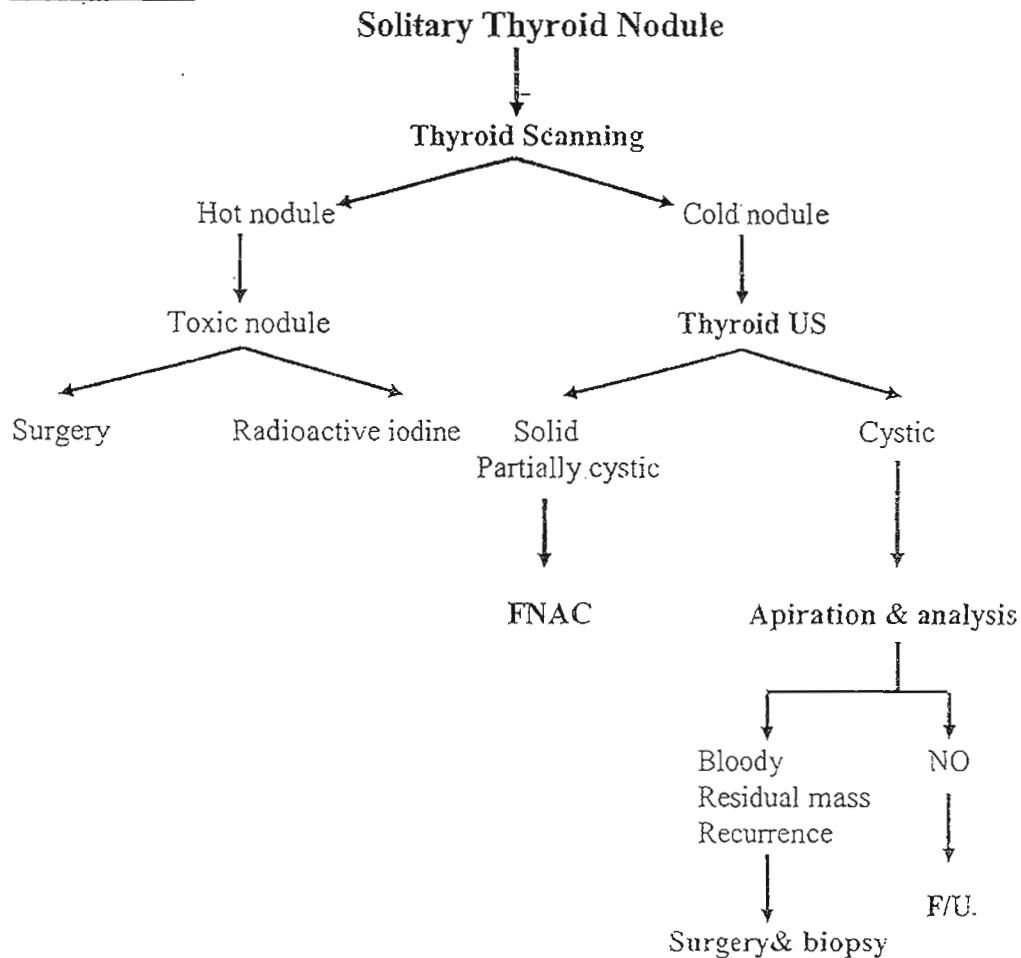 Solitary Thyroid Nodule
Thyroid Scanning
Hot nodule
Cold nodule
Toxic nodule
Thyroid US
Surgery
Radioactive iodine
Solid
Partially cystic
Cystic
FNAC
Apiration & analysis
Bloody
Residual mass
Recurrence
NO
F/U.
Surgery& biopsy